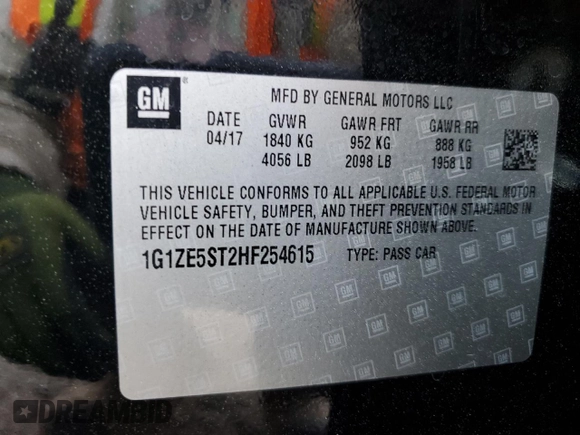 GM
MFD BY GENERAL MOTORS LLC
DATE GVWR GAWR FRT GAWR RR
04/17 1840 KG 952 KG 888 KG
4056 LB 2098 LB 1958 LB
THIS VEHICLE CONFORMS TO ALL APPLICABLE U.S. FEDERAL MOTOR
VEHICLE SAFETY, BUMPER, AND THEFT PREVENTION STANDARDS IN
EFFECT ON THE DATE OF MANUFACTURE SHOWN ABOVE.
1G1ZE5ST2HF254615 TYPE: PASS CAR
DREAMBID